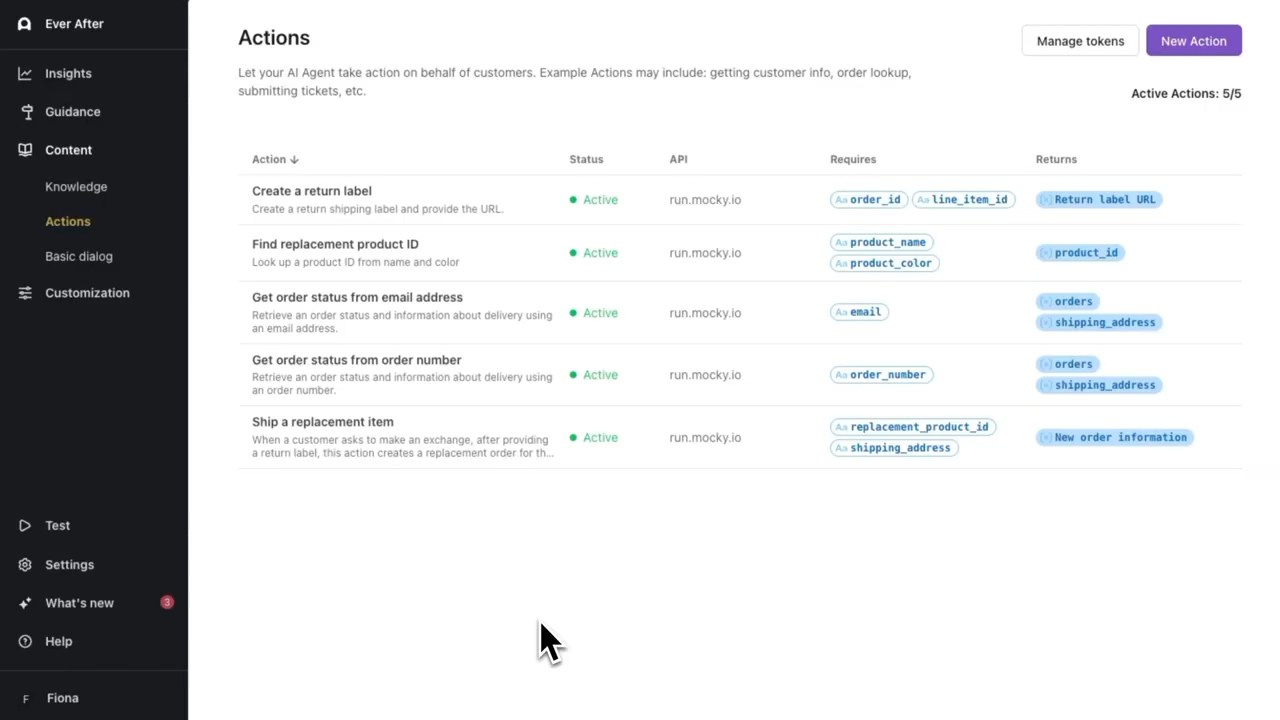 Ever After
Insights
Guidance
Content
Knowledge
Actions
Basic dialog
Customization
Test
Settings
What's new
3
Help
F
Fiona
Actions
Manage tokens
New Action
Let your AI Agent take action on behalf of customers. Example Actions may include: getting customer info, order lookup,
submitting tickets, etc.
Active Actions: 5/5
Action Status API Requires Returns
Create a return label
Create a return shipping label and provide the URL.
Active
run.mocky.io
Aa order_id Aa line_item_id
Return label URL
Find replacement product ID
Look up a product ID from name and color
Active
run.mocky.io
Aa product_name
Aa product_color
product_id
Get order status from email address
Retrieve an order status and information about delivery using
an email address.
Active
run.mocky.io
Aa email
orders
shipping_address
Get order status from order number
Retrieve an order status and information about delivery using
an order number.
Active
run.mocky.io
Aa order_number
orders
shipping_address
Ship a replacement item
When a customer asks to make an exchange, after providing
a return label, this action creates a replacement order for th...
Active
run.mocky.io
Aa replacement_product_id
Aa shipping_address
New order information